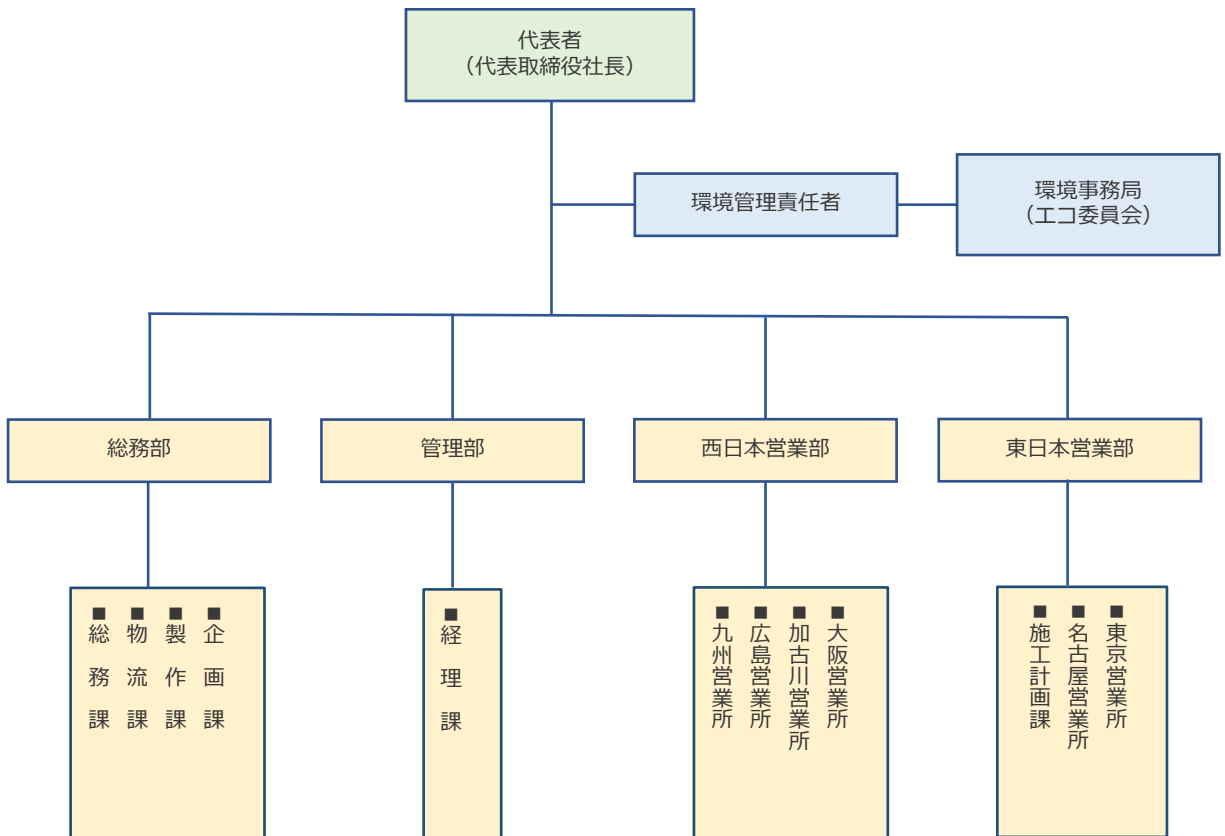 代表者
（代表取締役社長）
環境管理責任者
環境事務局
（エコ委員会）
総務部
管理部
西日本営業部
東日本営業部
■企画課
■製作課
■物流課
■総務課
■経理課
■大阪営業所
■加古川営業所
■広島営業所
■九州営業所
■東京営業所
■名古屋営業所
■施工計画課